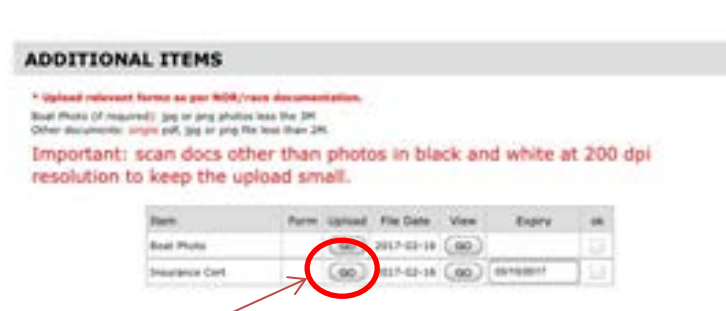 ADDITIONAL ITEMS
* Upload relevant forms as per NOR/race documentation.
Boat Photo (if required): jpg or png photos less the 3M
Other documents: single pdf, jpg or png file less than 2M.
Important: scan docs other than photos in black and white at 200 dpi
resolution to keep the upload small.
Item Form Upload File Date View Expiry ok
Boat Photo GO 2017-02-16 GO
Insurance Cert GO 2017-02-16 GO